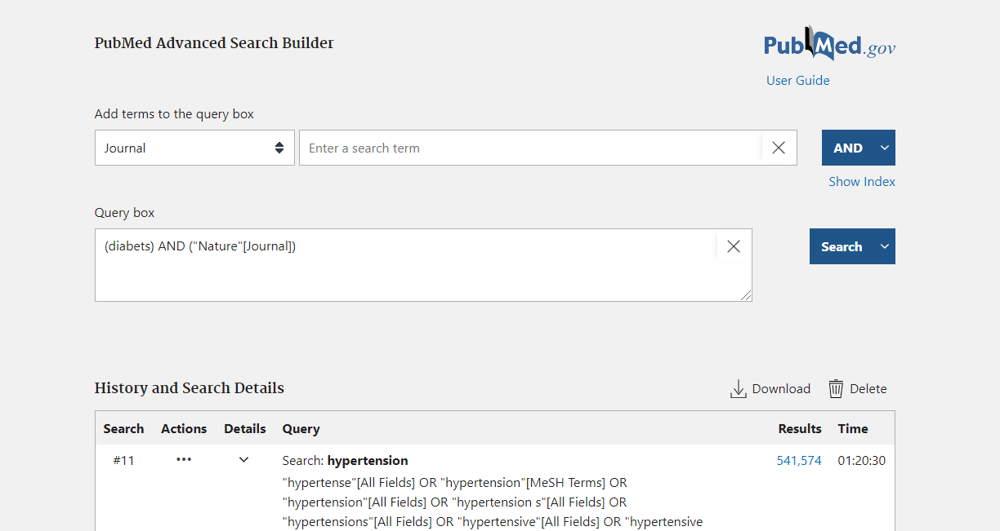 PubMed Advanced Search Builder
PubMed.gov
User Guide
Add terms to the query box
Journal
Enter a search term
AND
Show Index
Query box
(diabets) AND ("Nature"[Journal])
Search
History and Search Details
Download
Delete
Search Actions Details Query Results Time
#11 ••• Search: hypertension 541,574 01:20:30
"hypertense"[All Fields] OR "hypertension"[MeSH Terms] OR
"hypertension"[All Fields] OR "hypertension s"[All Fields] OR
"hypertensions"[All Fields] OR "hypertensive"[All Fields] OR "hypertensive